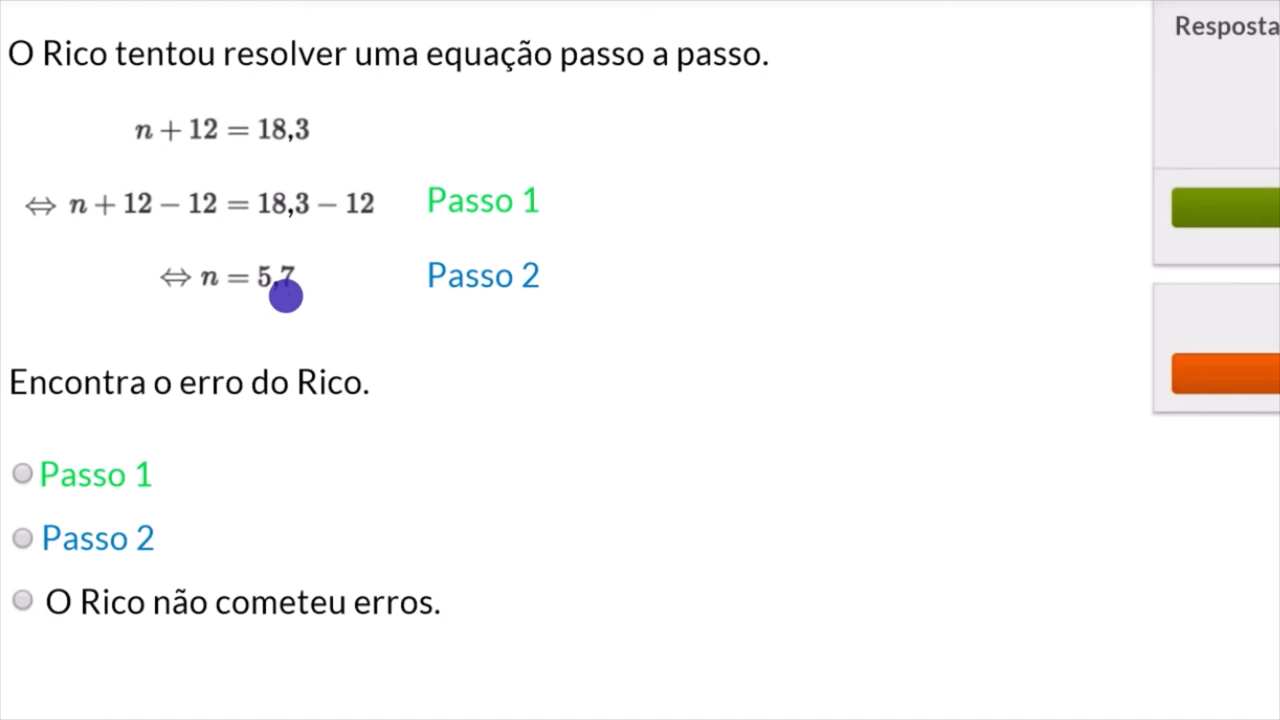 O Rico tentou resolver uma equação passo a passo.
Resposta
n + 12 = 18,3
⇔ n + 12 − 12 = 18,3 − 12 Passo 1
⇔ n = 5,7 Passo 2
Encontra o erro do Rico.
Passo 1
Passo 2
O Rico não cometeu erros.